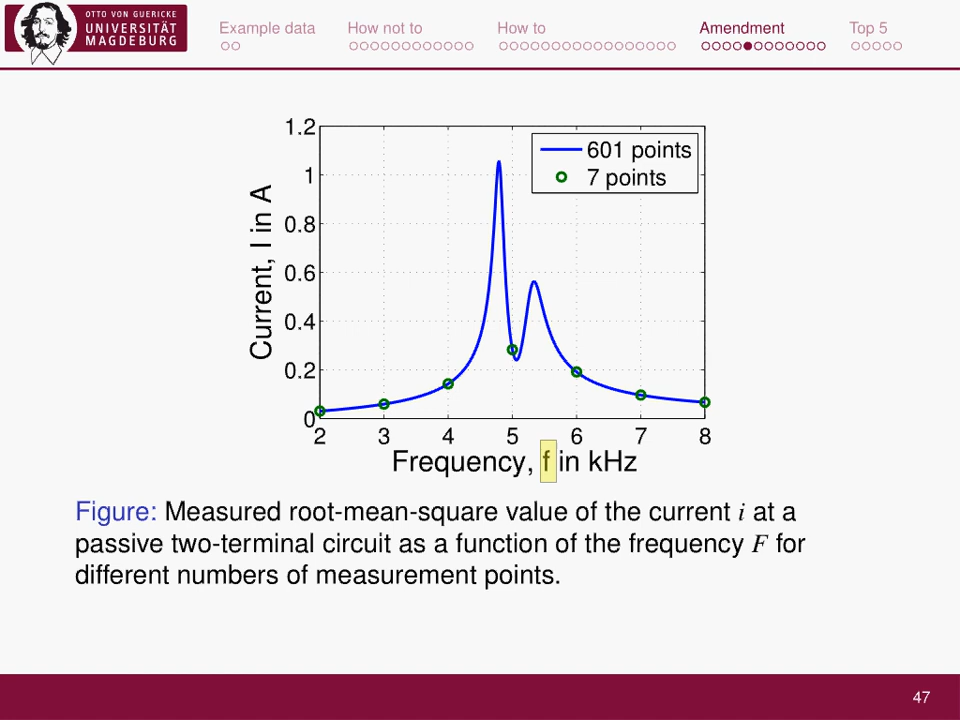 OTTO VON GUERICKE
UNIVERSITÄT
MAGDEBURG
Example data
How not to
How to
Amendment
Top 5
1.2
1
0.8
0.6
0.4
0.2
0
Current, I in A
601 points
7 points
2 3 4 5 6 7 8
Frequency, f in kHz
Figure: Measured root-mean-square value of the current i at a
passive two-terminal circuit as a function of the frequency F for
different numbers of measurement points.
47